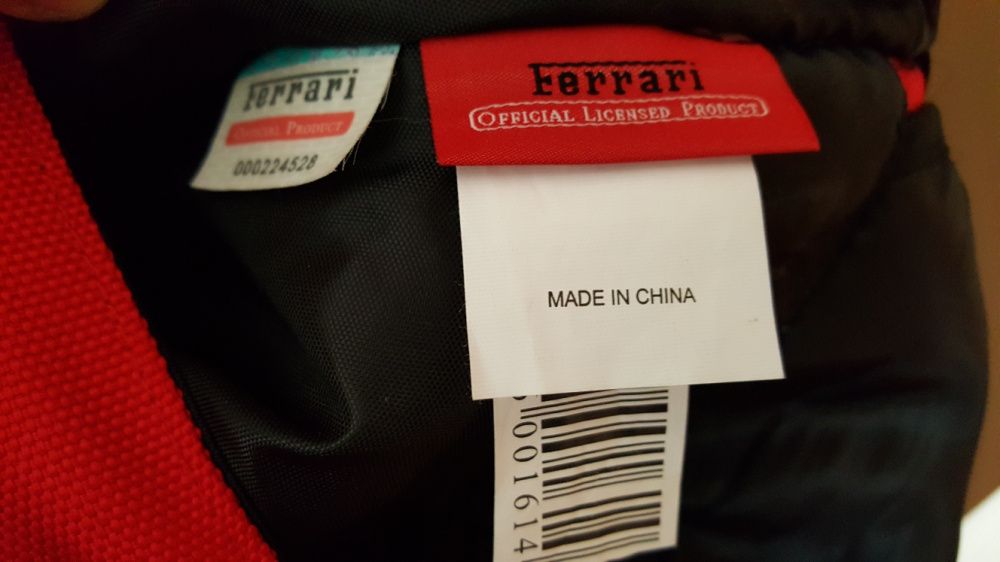 Ferrari
OFFICIAL PRODUCT
000224528
Ferrari
OFFICIAL LICENSED PRODUCT
MADE IN CHINA
001614